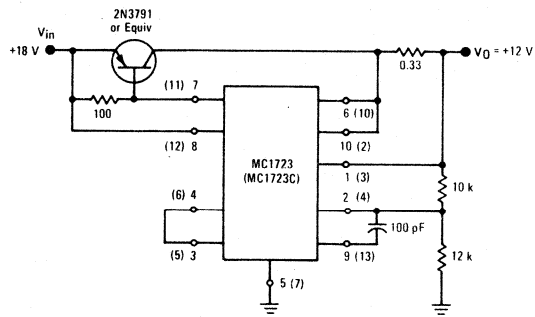 2N3791
or Equiv
Vin
+18 V
VO = +12 V
0.33
100
(11) 7
6 (10)
(12) 8
10 (2)
MC1723
(MC1723C)
1 (3)
10 k
(6) 4
2 (4)
100 pF
(5) 3
9 (13)
12 k
5 (7)